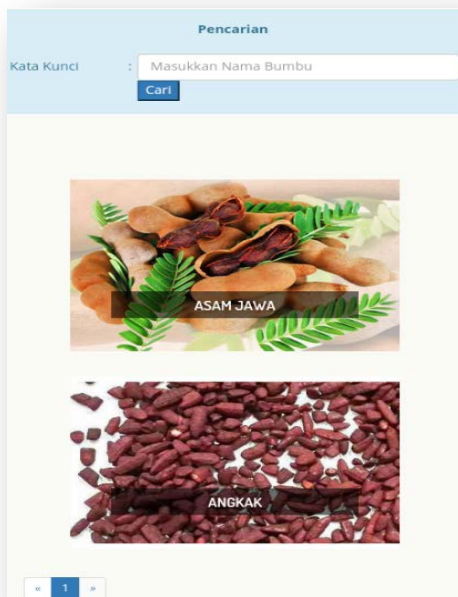 Pencarian
Kata Kunci : Masukkan Nama Bumbu
Cari
ASAM JAWA
ANGKAK
« 1 »